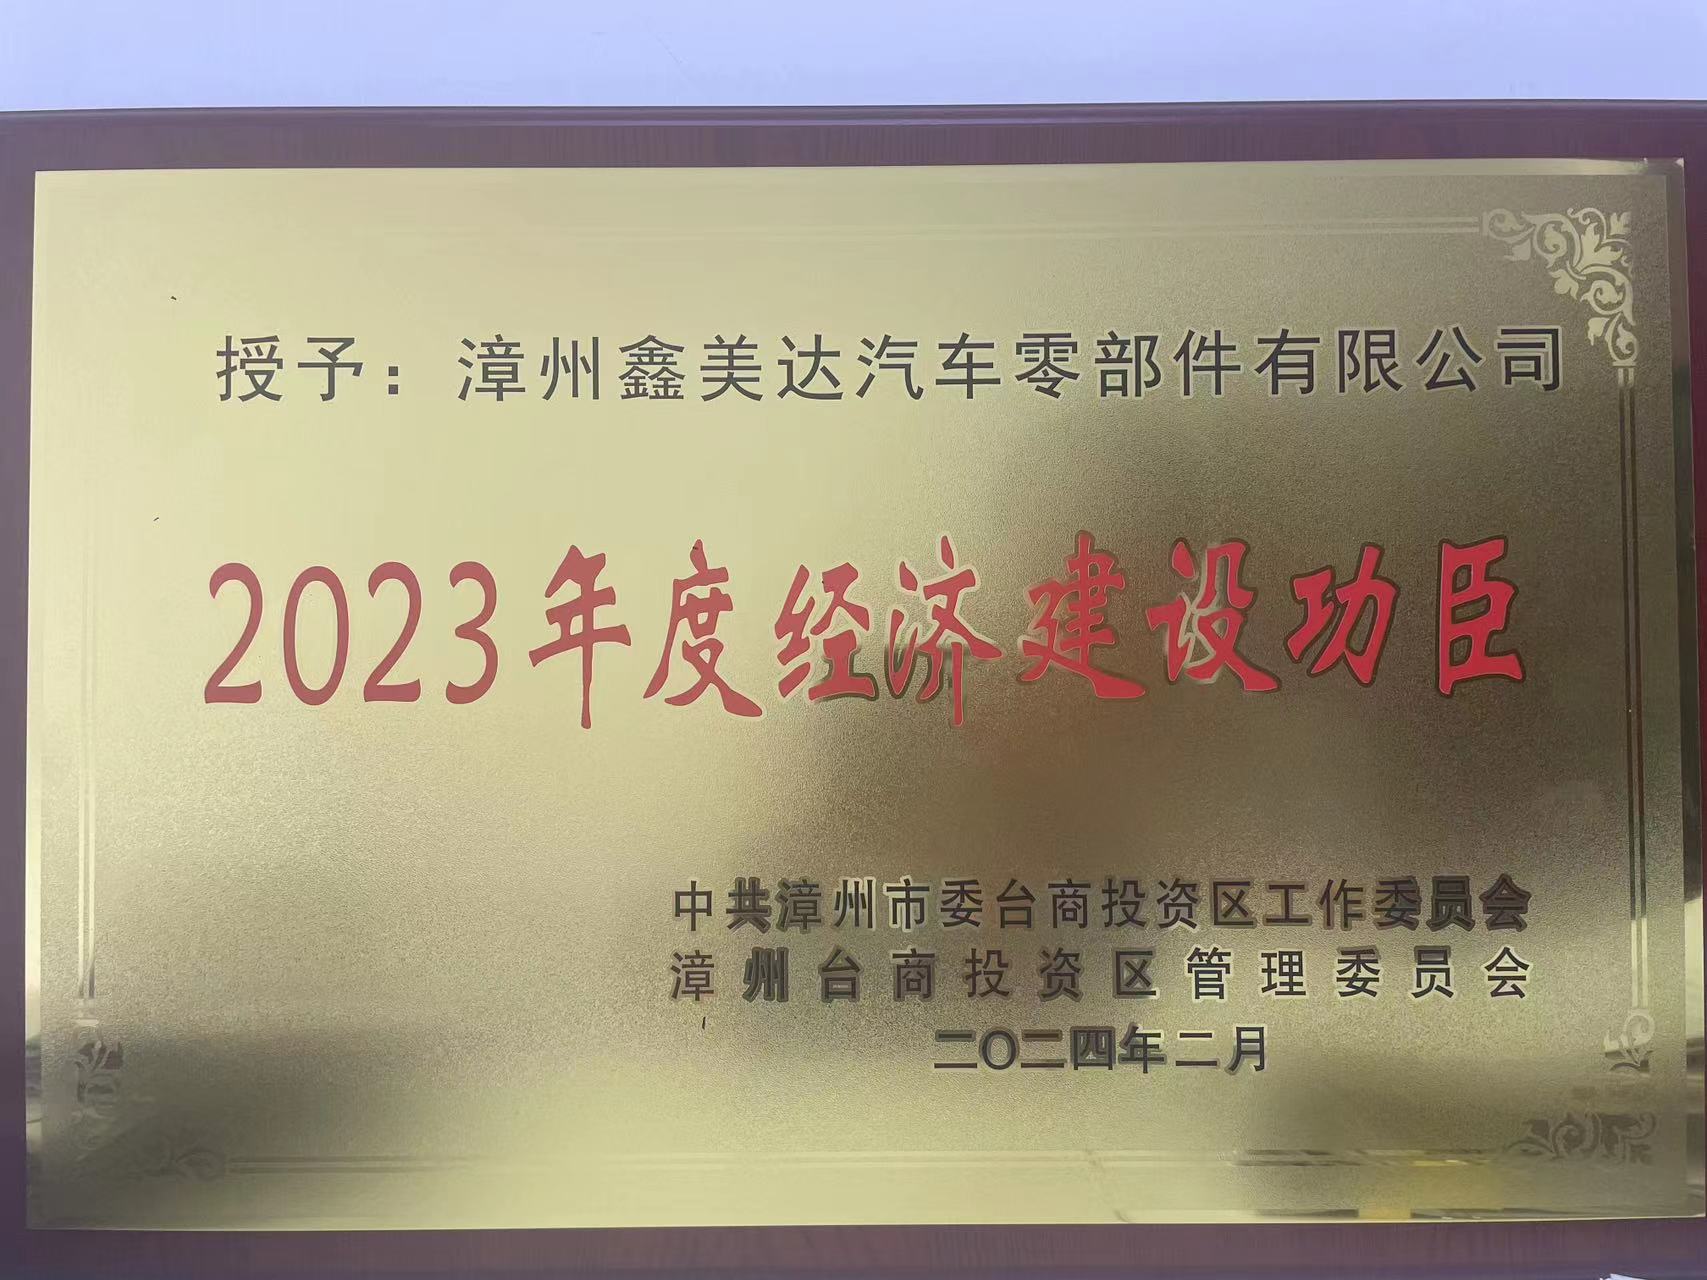 授予：漳州鑫美达汽车零部件有限公司
2023年度经济建设功臣
中共漳州市委台商投资区工作委员会
漳州台商投资区管理委员会
二〇二四年二月